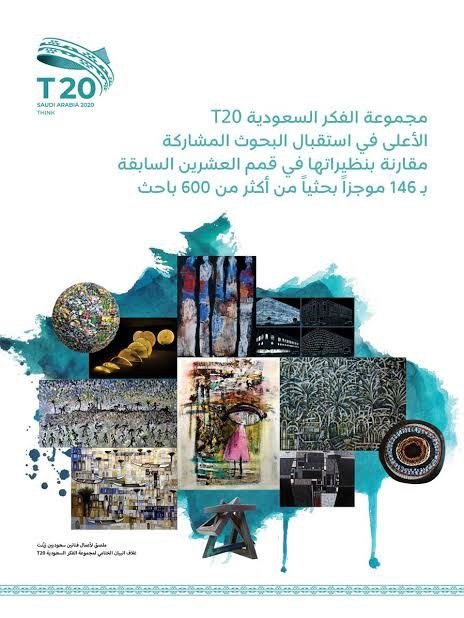 T20
SAUDI ARABIA 2020
THINK
مجموعة الفكر السعودية T20
الأعلى في استقبال البحوث المشاركة
مقارنة بنظيراتها في قمم العشرين السابقة
بـ 146 موجزاً بحثياً من أكثر من 600 باحث
ملصق لأعمال فنانين سعوديين زيّنت
غلاف البيان الختامي لمجموعة الفكر السعودية T20